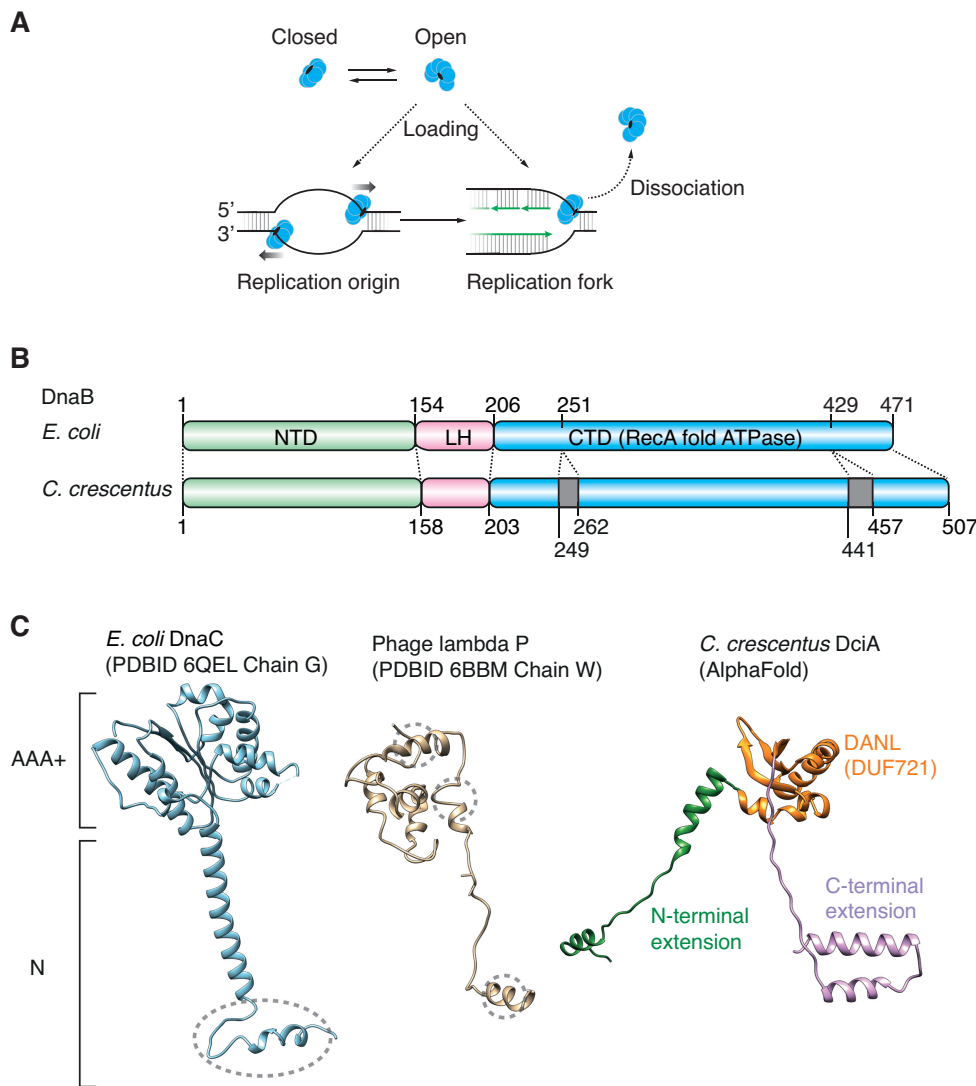 A
Closed
Open
Loading
Dissociation
5'
3'
Replication origin
Replication fork
B
DnaB
1
154
206
251
429
471
E. coli
NTD
LH
CTD (RecA fold ATPase)
C. crescentus
1
158
203
262
457
507
249
441
C
E. coli DnaC
(PDBID 6QEL Chain G)
Phage lambda P
(PDBID 6BBM Chain W)
C. crescentus DciA
(AlphaFold)
AAA+
DANL
(DUF721)
N-terminal
extension
C-terminal
extension
N